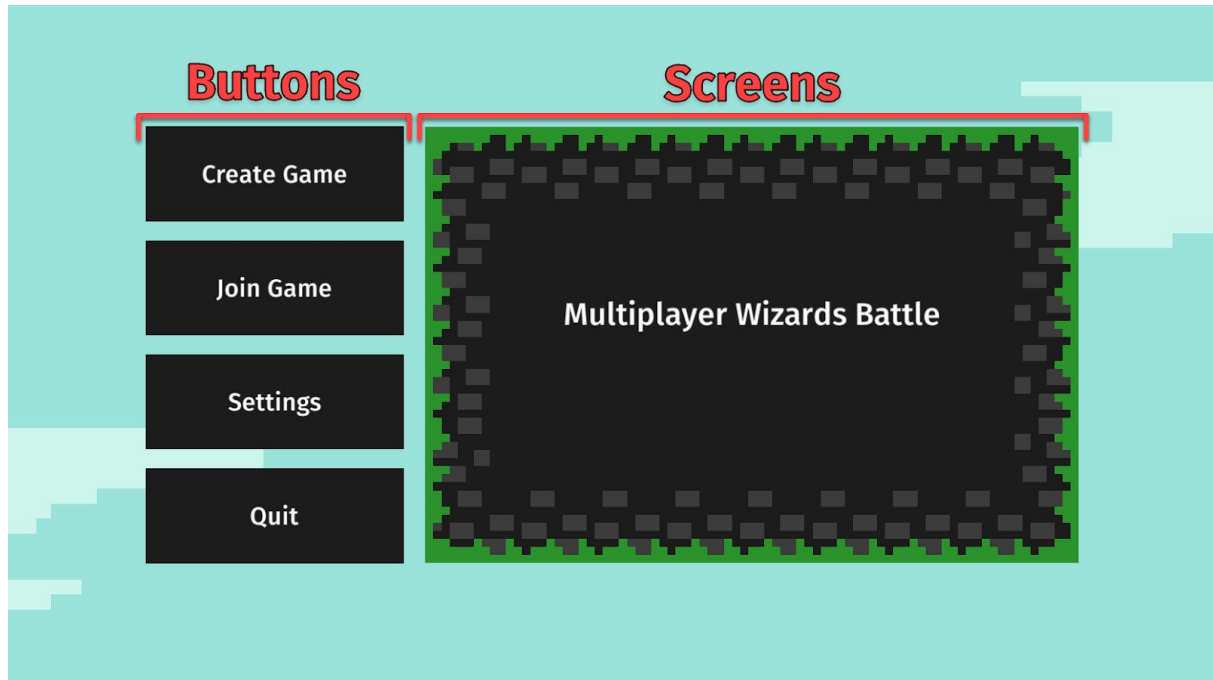 Buttons
Screens
Create Game
Join Game
Settings
Quit
Multiplayer Wizards Battle